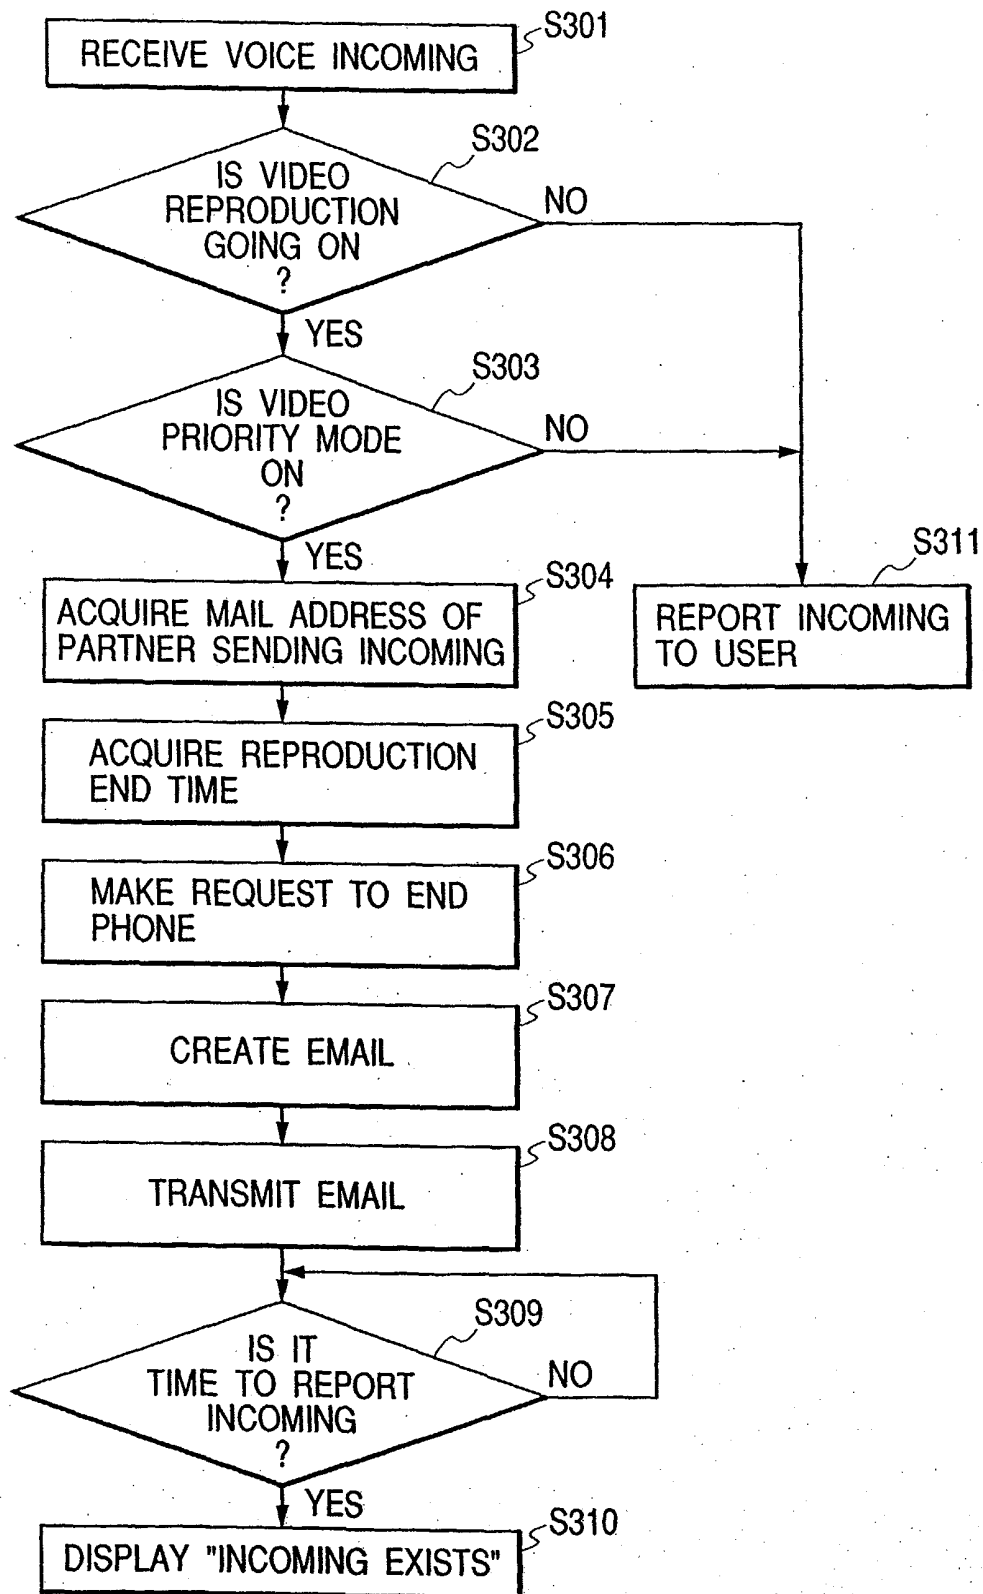 S301
RECEIVE VOICE INCOMING
S302
IS VIDEO
REPRODUCTION
GOING ON
?
NO
YES
S303
IS VIDEO
PRIORITY MODE
ON
?
NO
YES
S304
ACQUIRE MAIL ADDRESS OF
PARTNER SENDING INCOMING
S311
REPORT INCOMING
TO USER
S305
ACQUIRE REPRODUCTION
END TIME
S306
MAKE REQUEST TO END
PHONE
S307
CREATE EMAIL
S308
TRANSMIT EMAIL
S309
IS IT
TIME TO REPORT
INCOMING
?
NO
YES
S310
DISPLAY "INCOMING EXISTS"